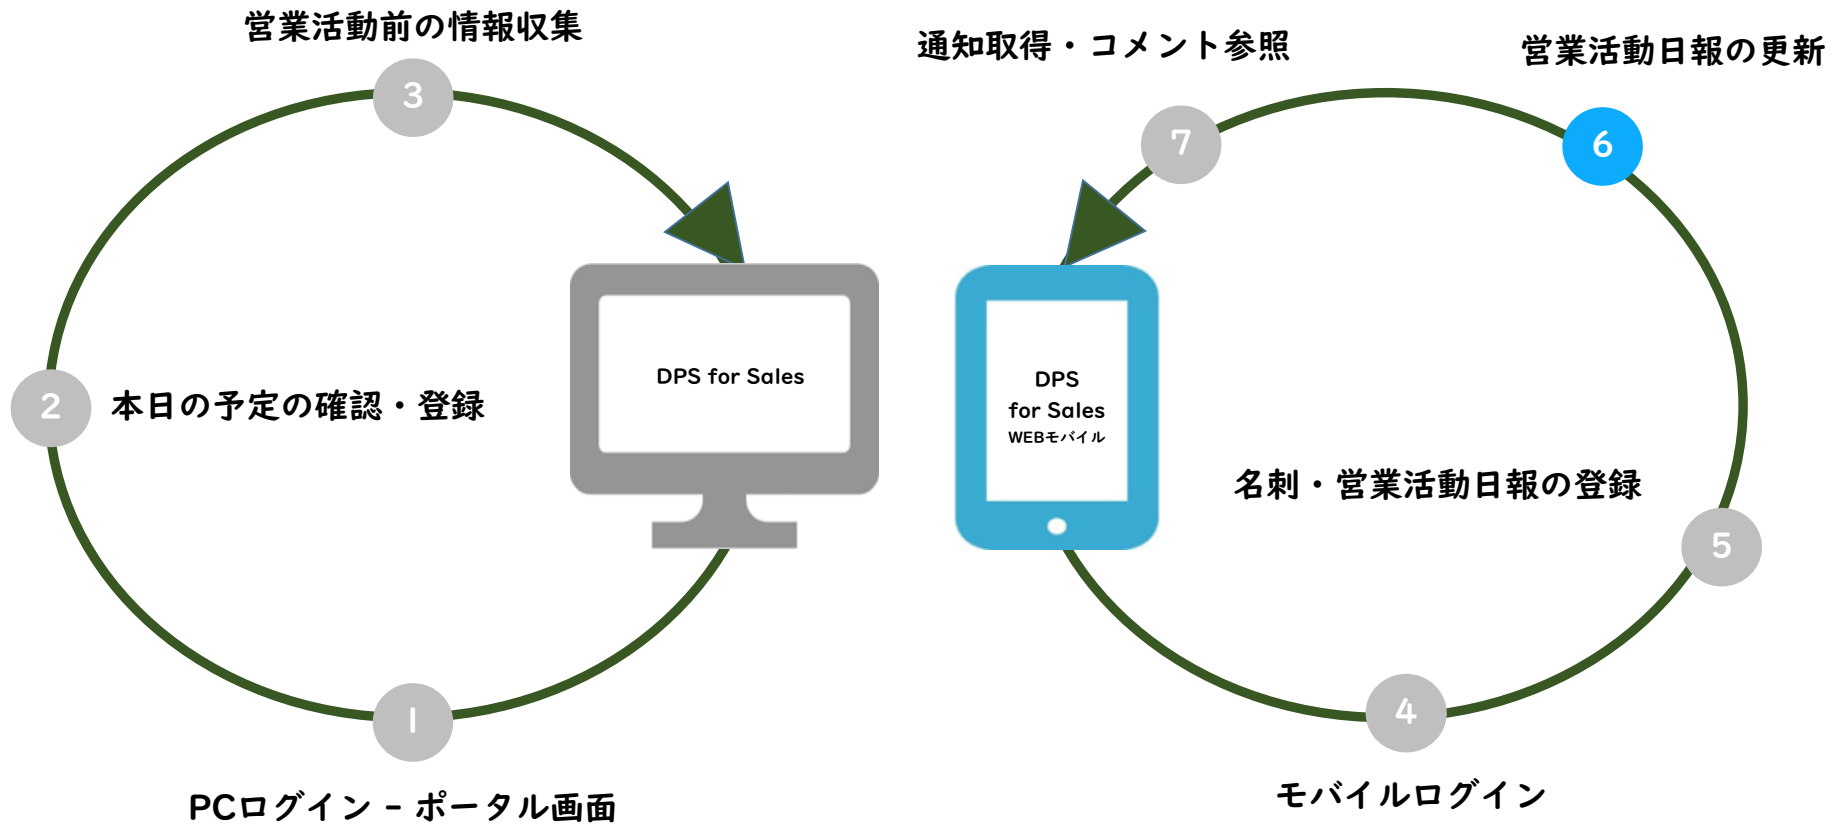 営業活動前の情報収集
3
2
本日の予定の確認・登録
DPS for Sales
1
PCログイン - ポータル画面
通知取得・コメント参照
営業活動日報の更新
7
6
DPS
for Sales
WEBモバイル
名刺・営業活動日報の登録
5
4
モバイルログイン